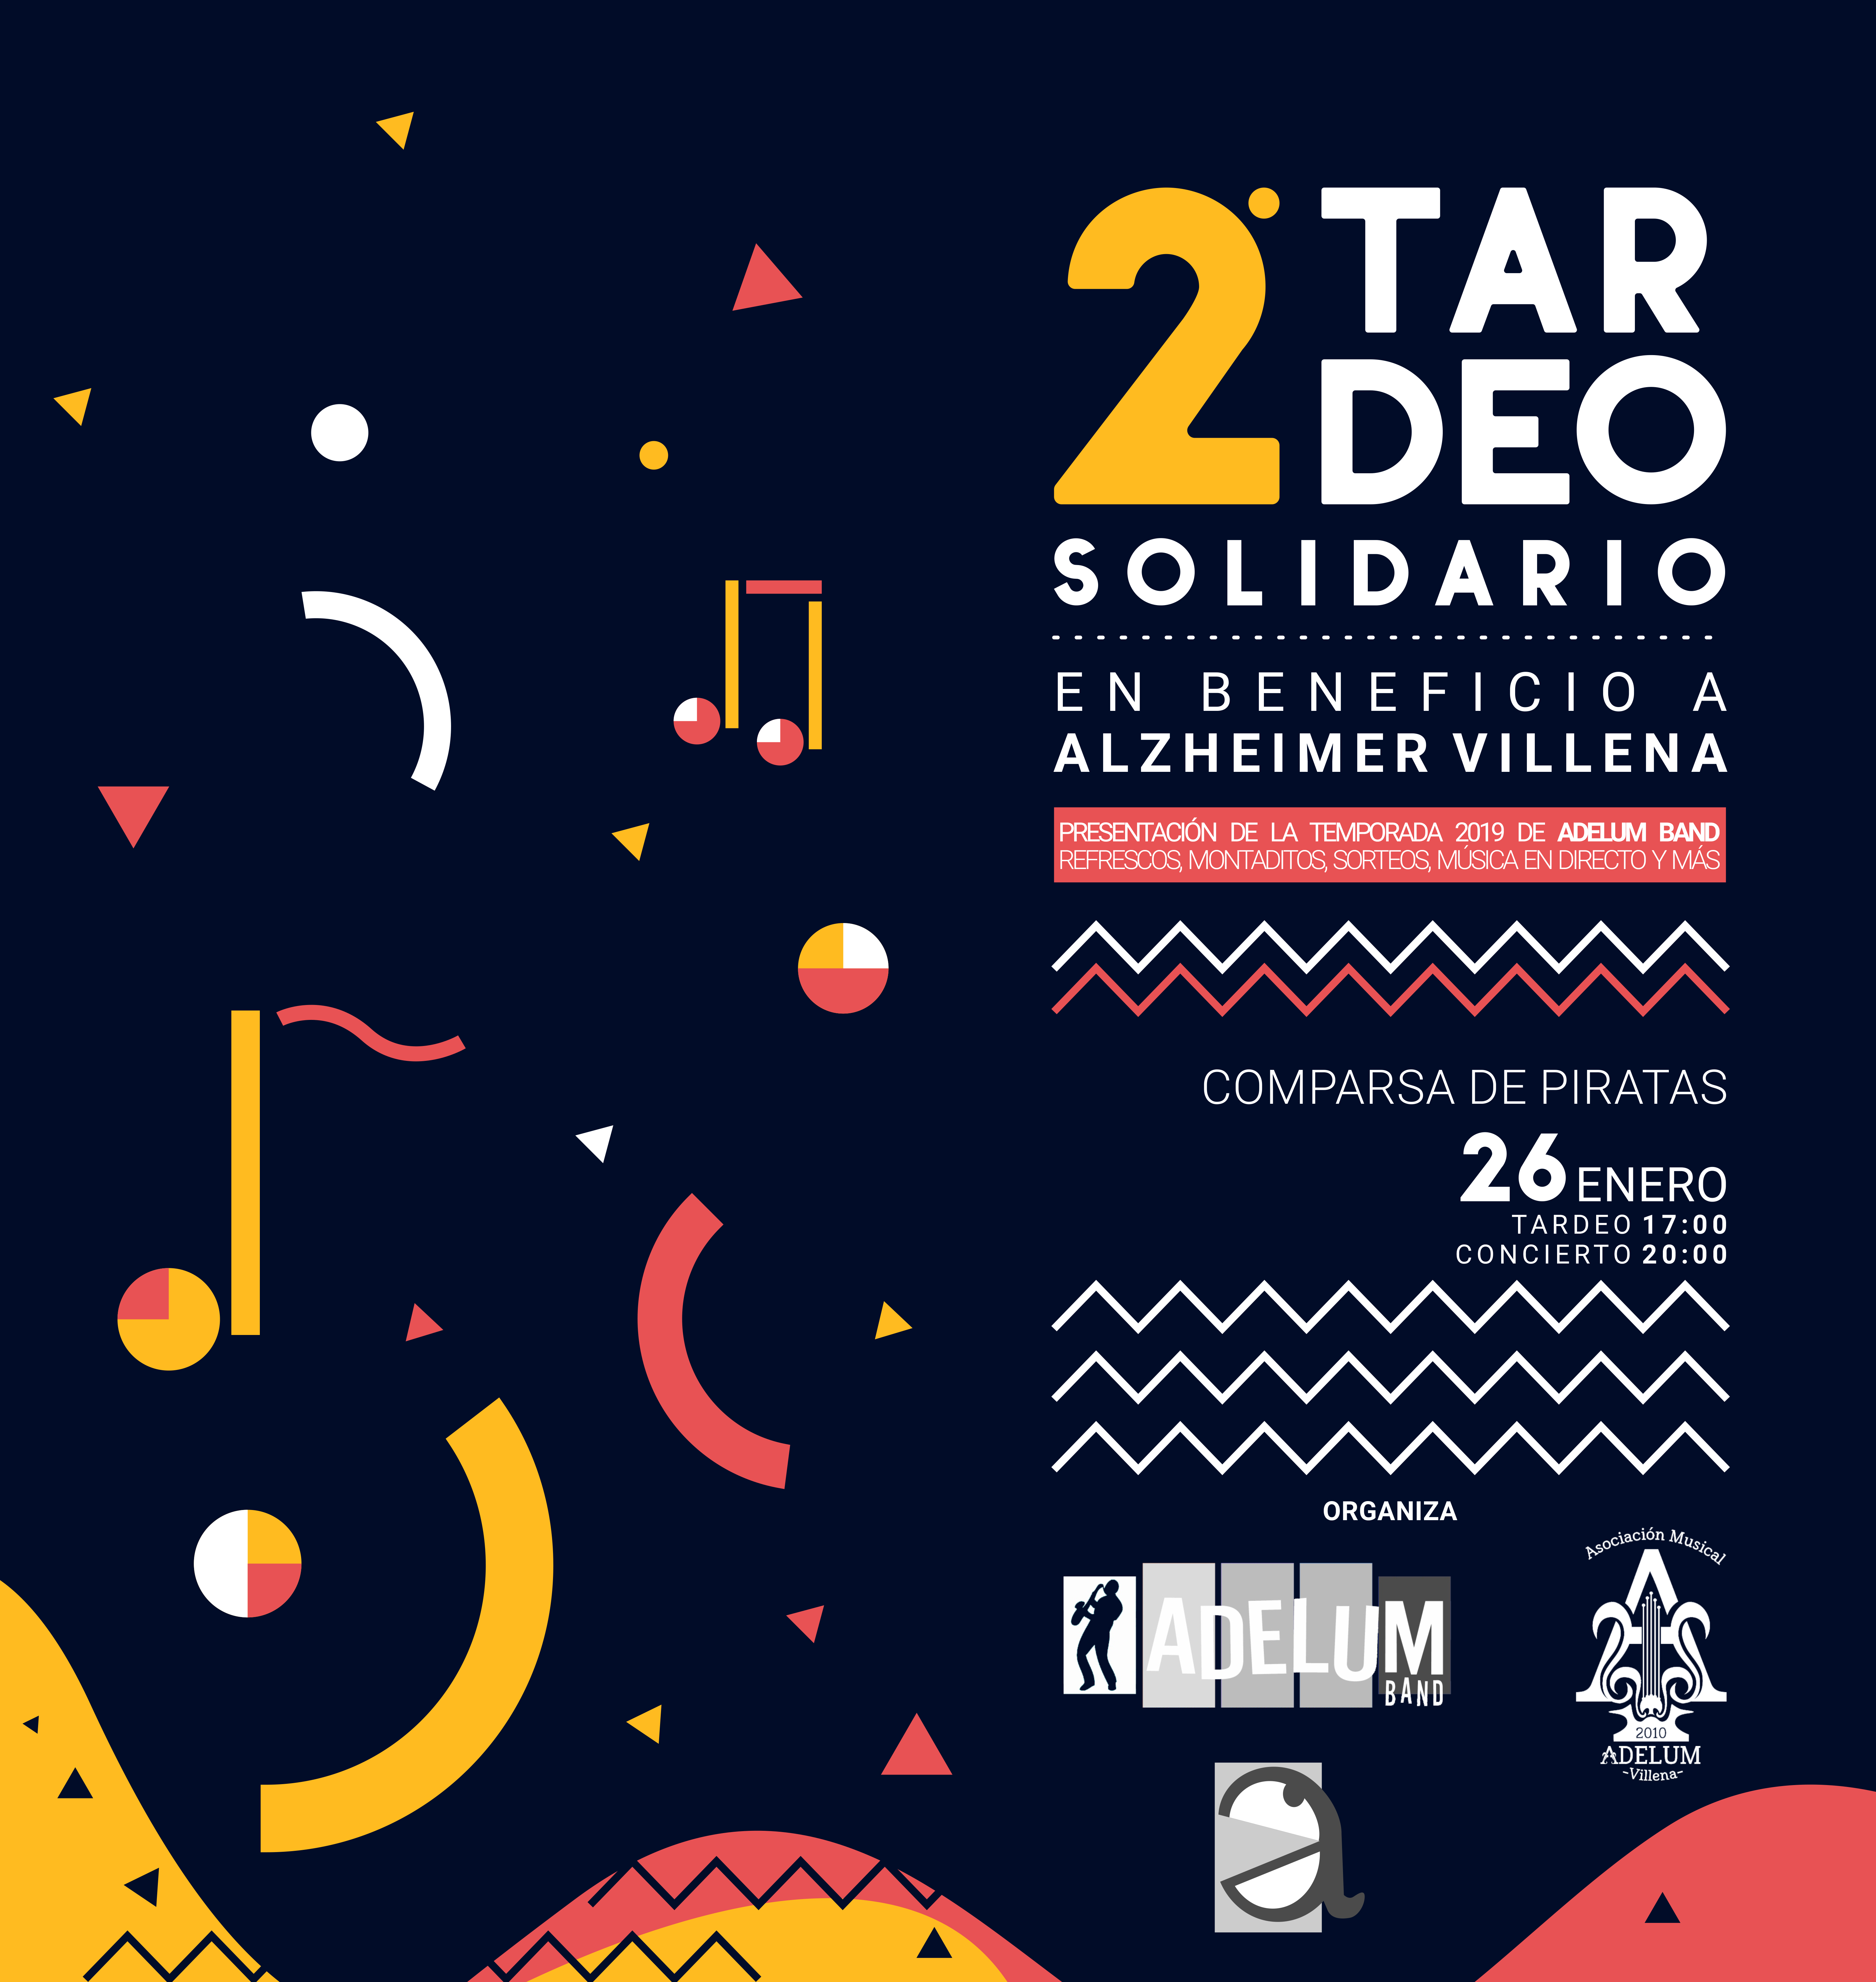 2º TAR
DEO
SOLIDARIO
EN BENEFICIO A
ALZHEIMER VILLENA
PRESENTACIÓN DE LA TEMPORADA 2019 DE ADELUM BAND
REFRESCOS, MONTADITOS, SORTEOS, MÚSICA EN DIRECTO Y MÁS
COMPARSA DE PIRATAS
26 ENERO
TARDEO 17:00
CONCIERTO 20:00
ORGANIZA
ADELUM
BAND
Asociación Musical
2010
ADELUM
-Villena-
a